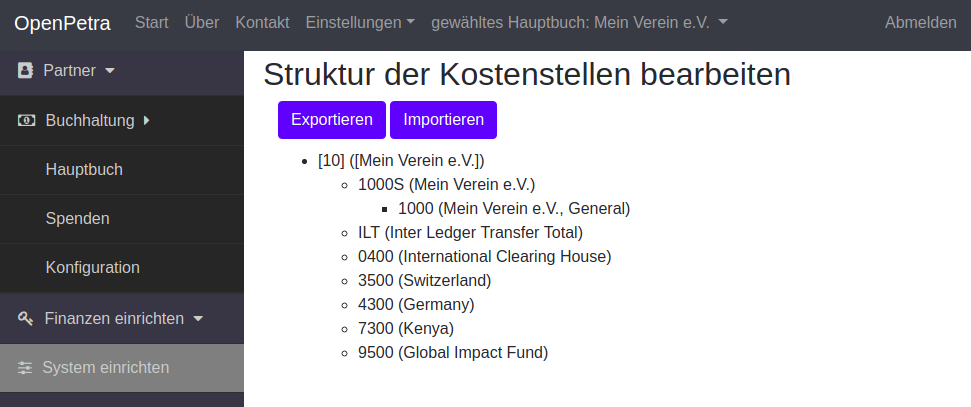 OpenPetra Start Über Kontakt Einstellungen gewähltes Hauptbuch: Mein Verein e.V. Abmelden
Partner
Buchhaltung
Hauptbuch
Spenden
Konfiguration
Finanzen einrichten
System einrichten
Struktur der Kostenstellen bearbeiten
Exportieren Importieren
[10] ([Mein Verein e.V.])
1000S (Mein Verein e.V.)
1000 (Mein Verein e.V., General)
ILT (Inter Ledger Transfer Total)
0400 (International Clearing House)
3500 (Switzerland)
4300 (Germany)
7300 (Kenya)
9500 (Global Impact Fund)